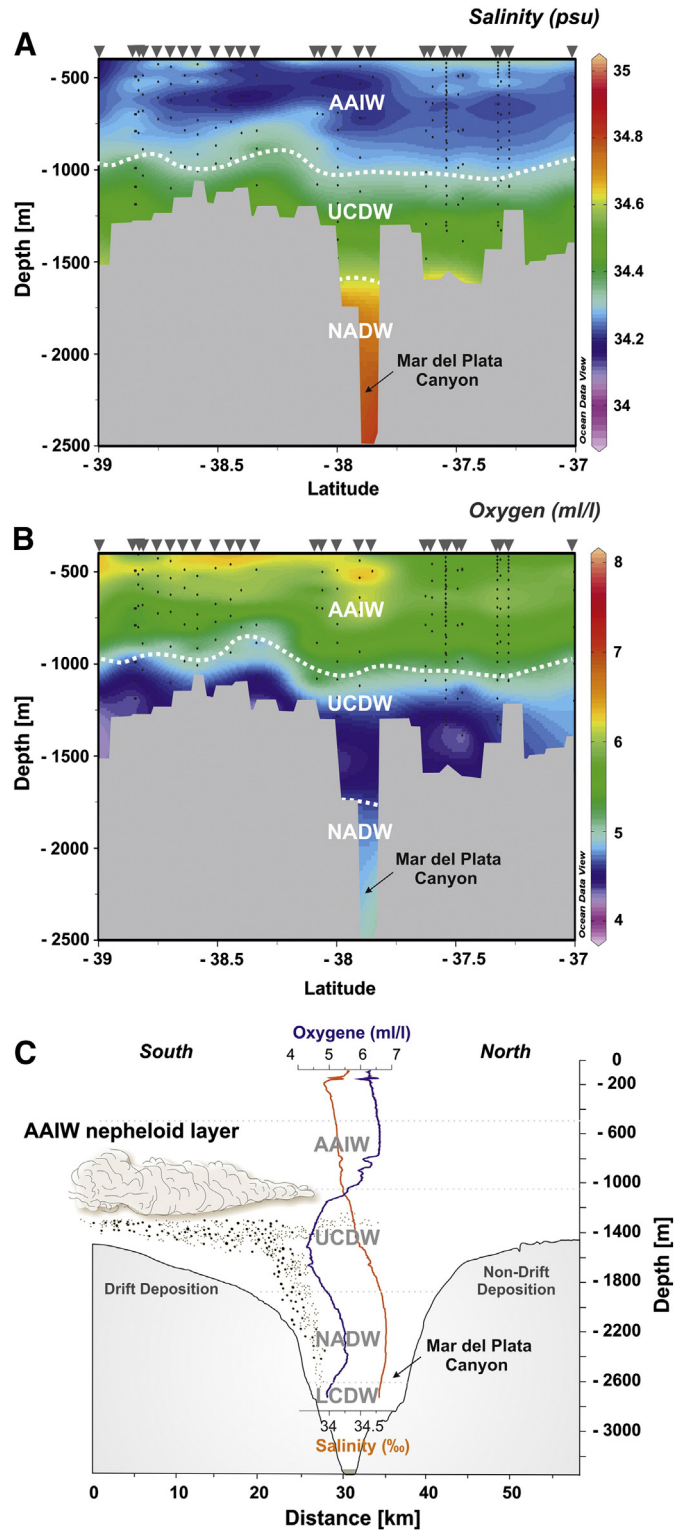 Salinity (psu)
A
- 500
- 1000
- 1500
- 2000
- 2500
Depth [m]
AAIW
UCDW
NADW
Mar del Plata
Canyon
- 39
- 38.5
- 38
- 37.5
- 37
Latitude
Ocean Data View
35
34.8
34.6
34.4
34.2
34
Oxygen (ml/l)
B
- 500
- 1000
- 1500
- 2000
- 2500
Depth [m]
AAIW
UCDW
NADW
Mar del Plata
Canyon
- 39
- 38.5
- 38
- 37.5
- 37
Latitude
Ocean Data View
8
7
6
5
4
C
South
Oxygene (ml/l)
North
4 5 6 7
AAIW nepheloid layer
AAIW
UCDW
NADW
LCDW
Drift Deposition
Non-Drift
Deposition
Mar del Plata
Canyon
34 34.5
Salinity (‰)
0
- 200
- 600
- 1000
- 1400
- 1800
- 2200
- 2600
- 3000
Depth [m]
0 10 20 30 40 50
Distance [km]